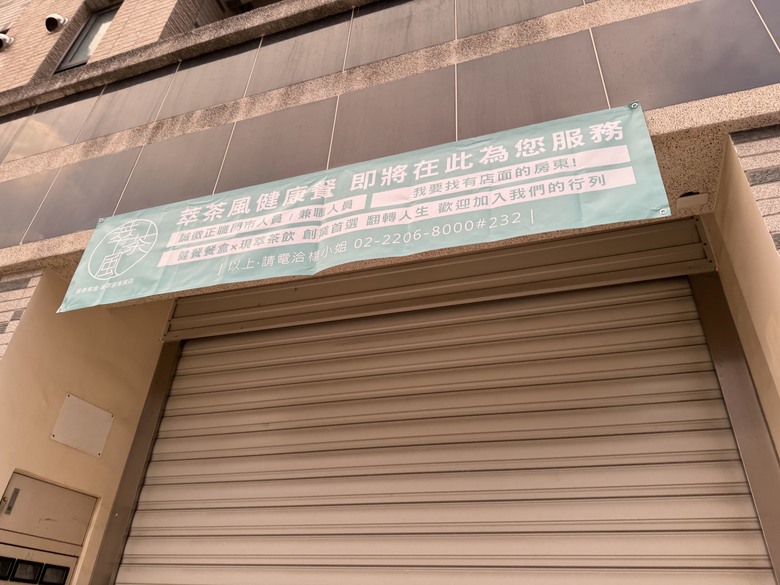 萃茶風健康餐 即將在此為您服務
誠徵正職門市人員 / 兼職人員 我要找有店面的房東!
健康餐盒×現萃茶飲 創業首選 翻轉人生 歡迎加入我們的行列
| 以上,請電洽楊小姐 02-2206-8000#232 |
萃茶風